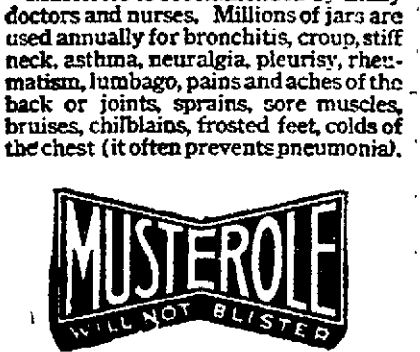 doctors and nurses. Millions of jars are
used annually for bronchitis, croup, stiff
neck, asthma, neuralgia, pleurisy, rheu-
matism, lumbago, pains and aches of the
back or joints, sprains, sore muscles,
bruises, chilblains, frosted feet, colds of
the chest (it often prevents pneumonia).
MUSTEROLE
WILL NOT BLISTER